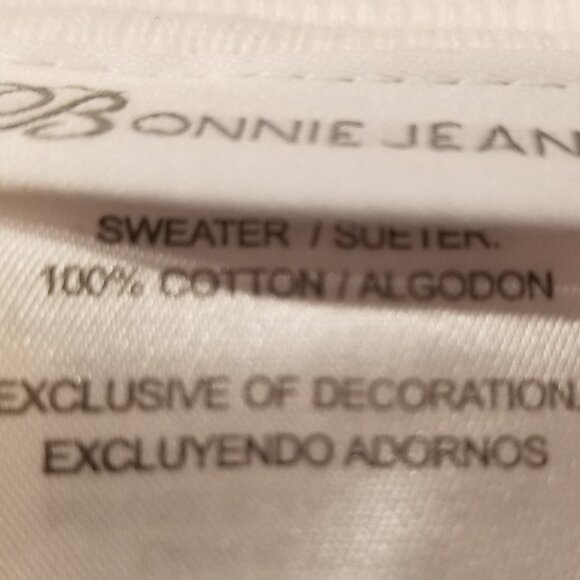 BONNIE JEAN
SWEATER / SUETER.
100% COTTON / ALGODON
EXCLUSIVE OF DECORATION.
EXCLUYENDO ADORNOS